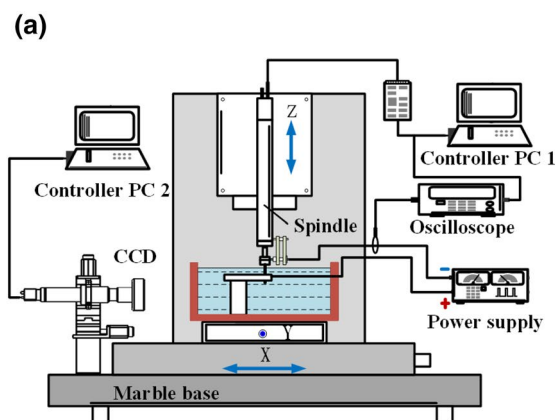 (a)
Z
Controller PC 1
Controller PC 2
Spindle
Oscilloscope
CCD
−
+
Power supply
Y
X
Marble base